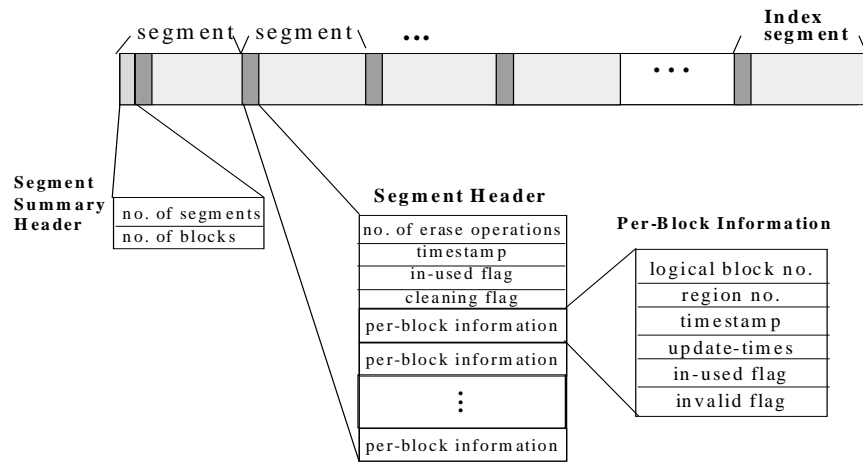 segment
segment
...
Index
segment
...
Segment
Summary
Header
no. of segments
no. of blocks
Segment Header
no. of erase operations
timestamp
in-used flag
cleaning flag
per-block information
per-block information
⋮
per-block information
Per-Block Information
logical block no.
region no.
timestamp
update-times
in-used flag
invalid flag